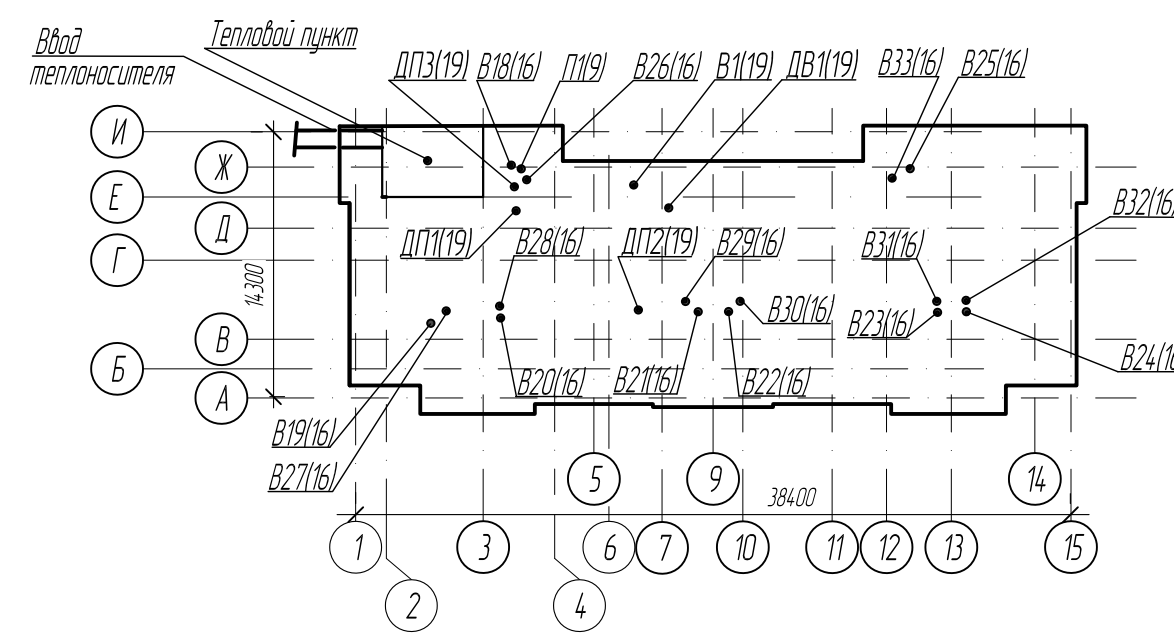 Ввод
теплоносителя
Тепловой пункт
ДП3(19)
В18(16)
П1(9)
В26(16)
В1(19)
ДВ1(19)
В33(16)
В25(16)
И
Ж
Е
Д
Г
В
Б
А
14300
ДП1(19)
В28(16)
ДП2(19)
В29(16)
В31(16)
В32(16)
В30(16)
В23(16)
В24(16
В20(16)
В21(16)
В22(16)
В19(16)
В27(16)
5
9
14
38400
1
3
6
7
10
11
12
13
15
2
4